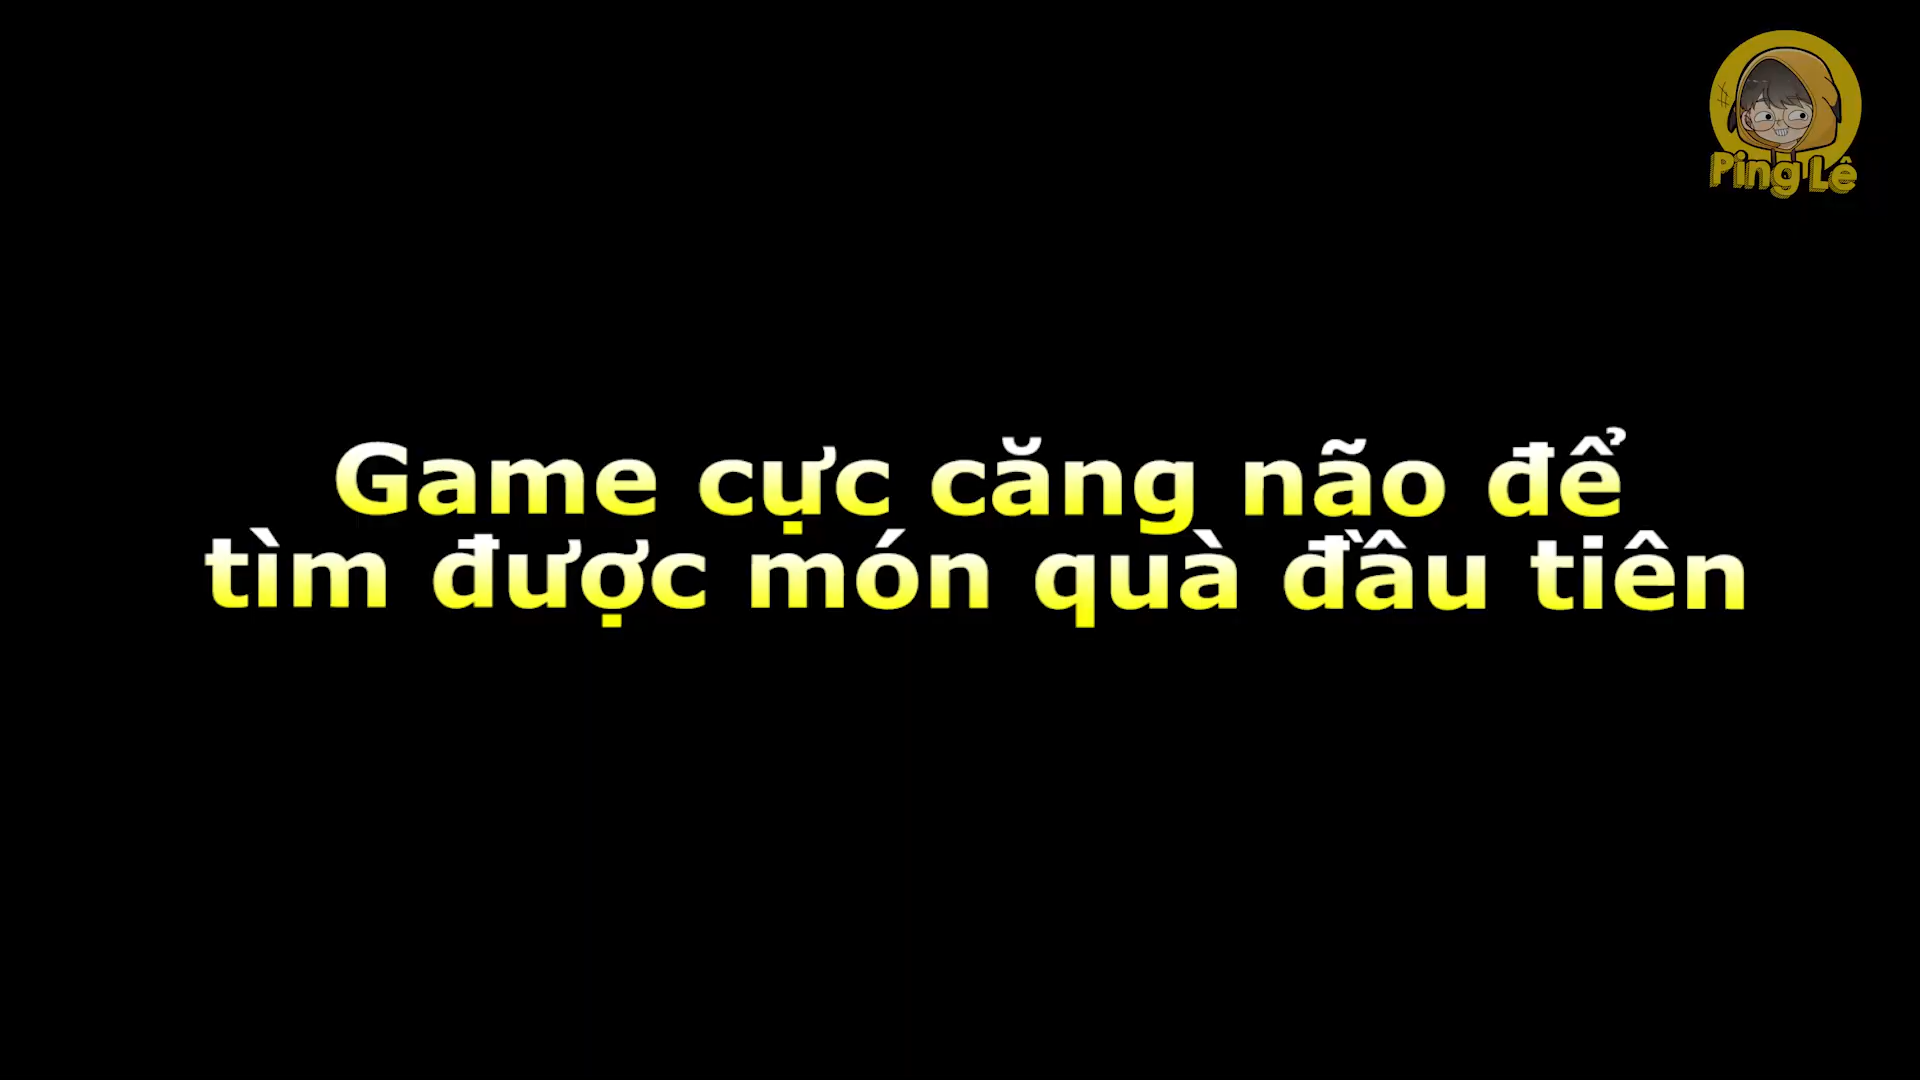 Ping Lê
Game cực căng não để
tìm được món quà đầu tiên